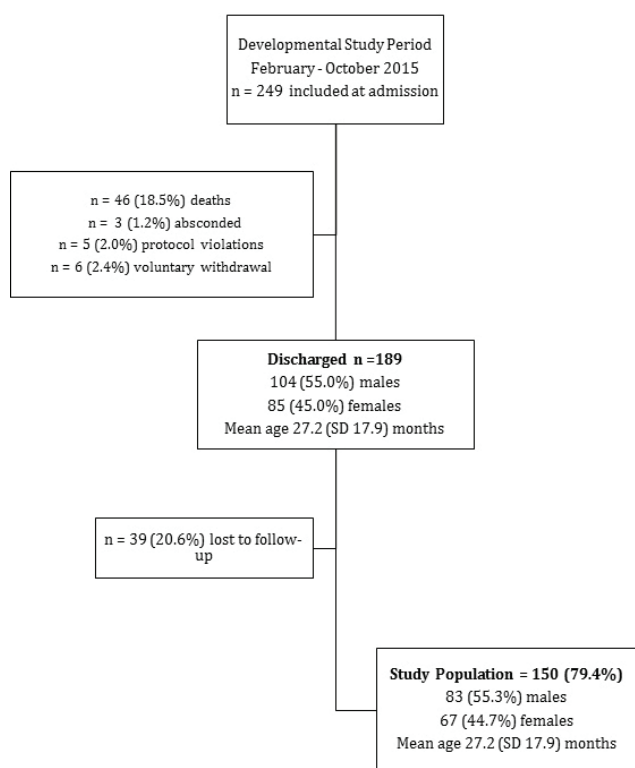 Developmental Study Period
February - October 2015
n = 249 included at admission
n = 46 (18.5%) deaths
n = 3 (1.2%) absconded
n = 5 (2.0%) protocol violations
n = 6 (2.4%) voluntary withdrawal
Discharged n =189
104 (55.0%) males
85 (45.0%) females
Mean age 27.2 (SD 17.9) months
n = 39 (20.6%) lost to follow-
up
Study Population = 150 (79.4%)
83 (55.3%) males
67 (44.7%) females
Mean age 27.2 (SD 17.9) months